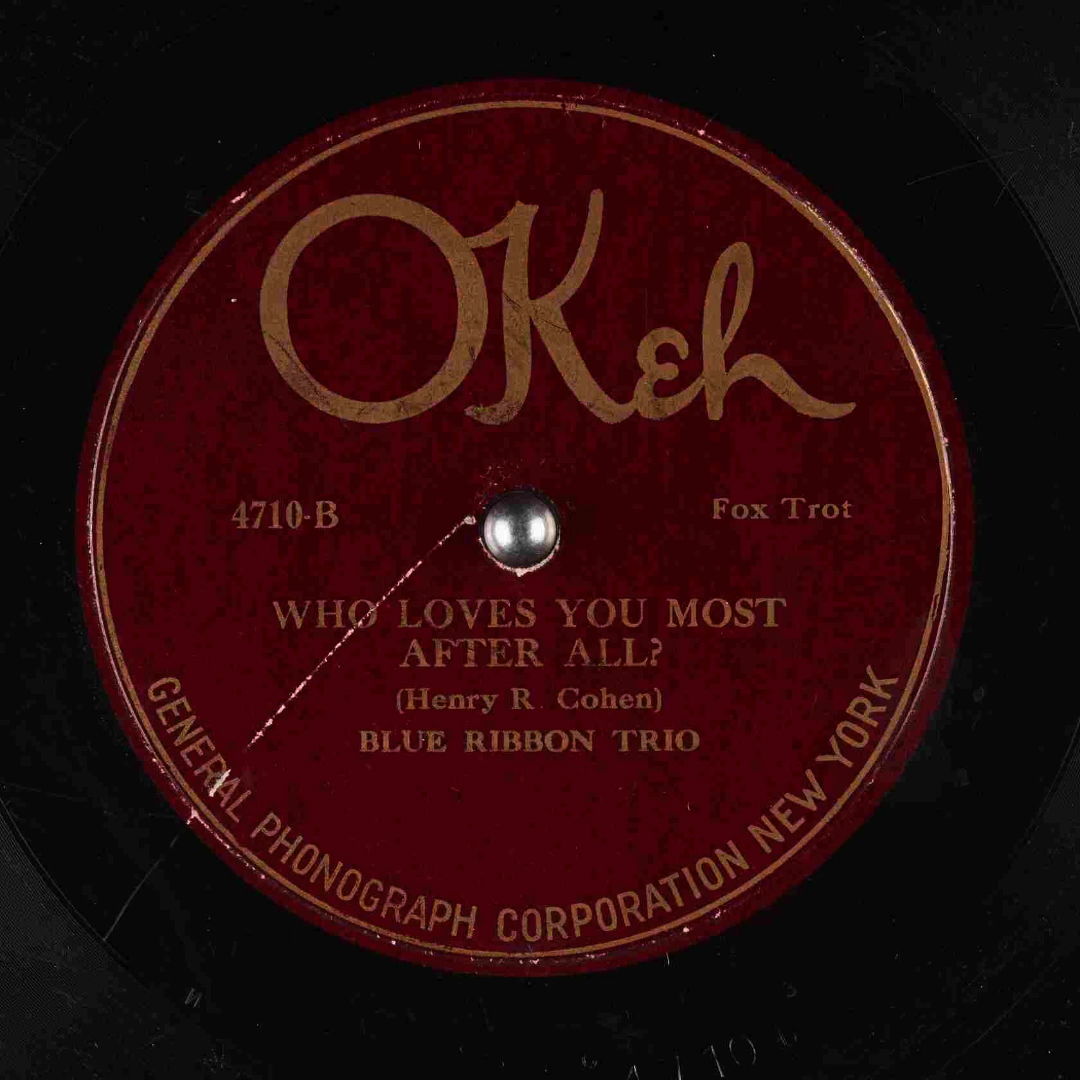 OKeh
4710-B
Fox Trot
WHO LOVES YOU MOST
AFTER ALL?
(Henry R. Cohen)
BLUE RIBBON TRIO
GENERAL PHONOGRAPH CORPORATION NEW YORK